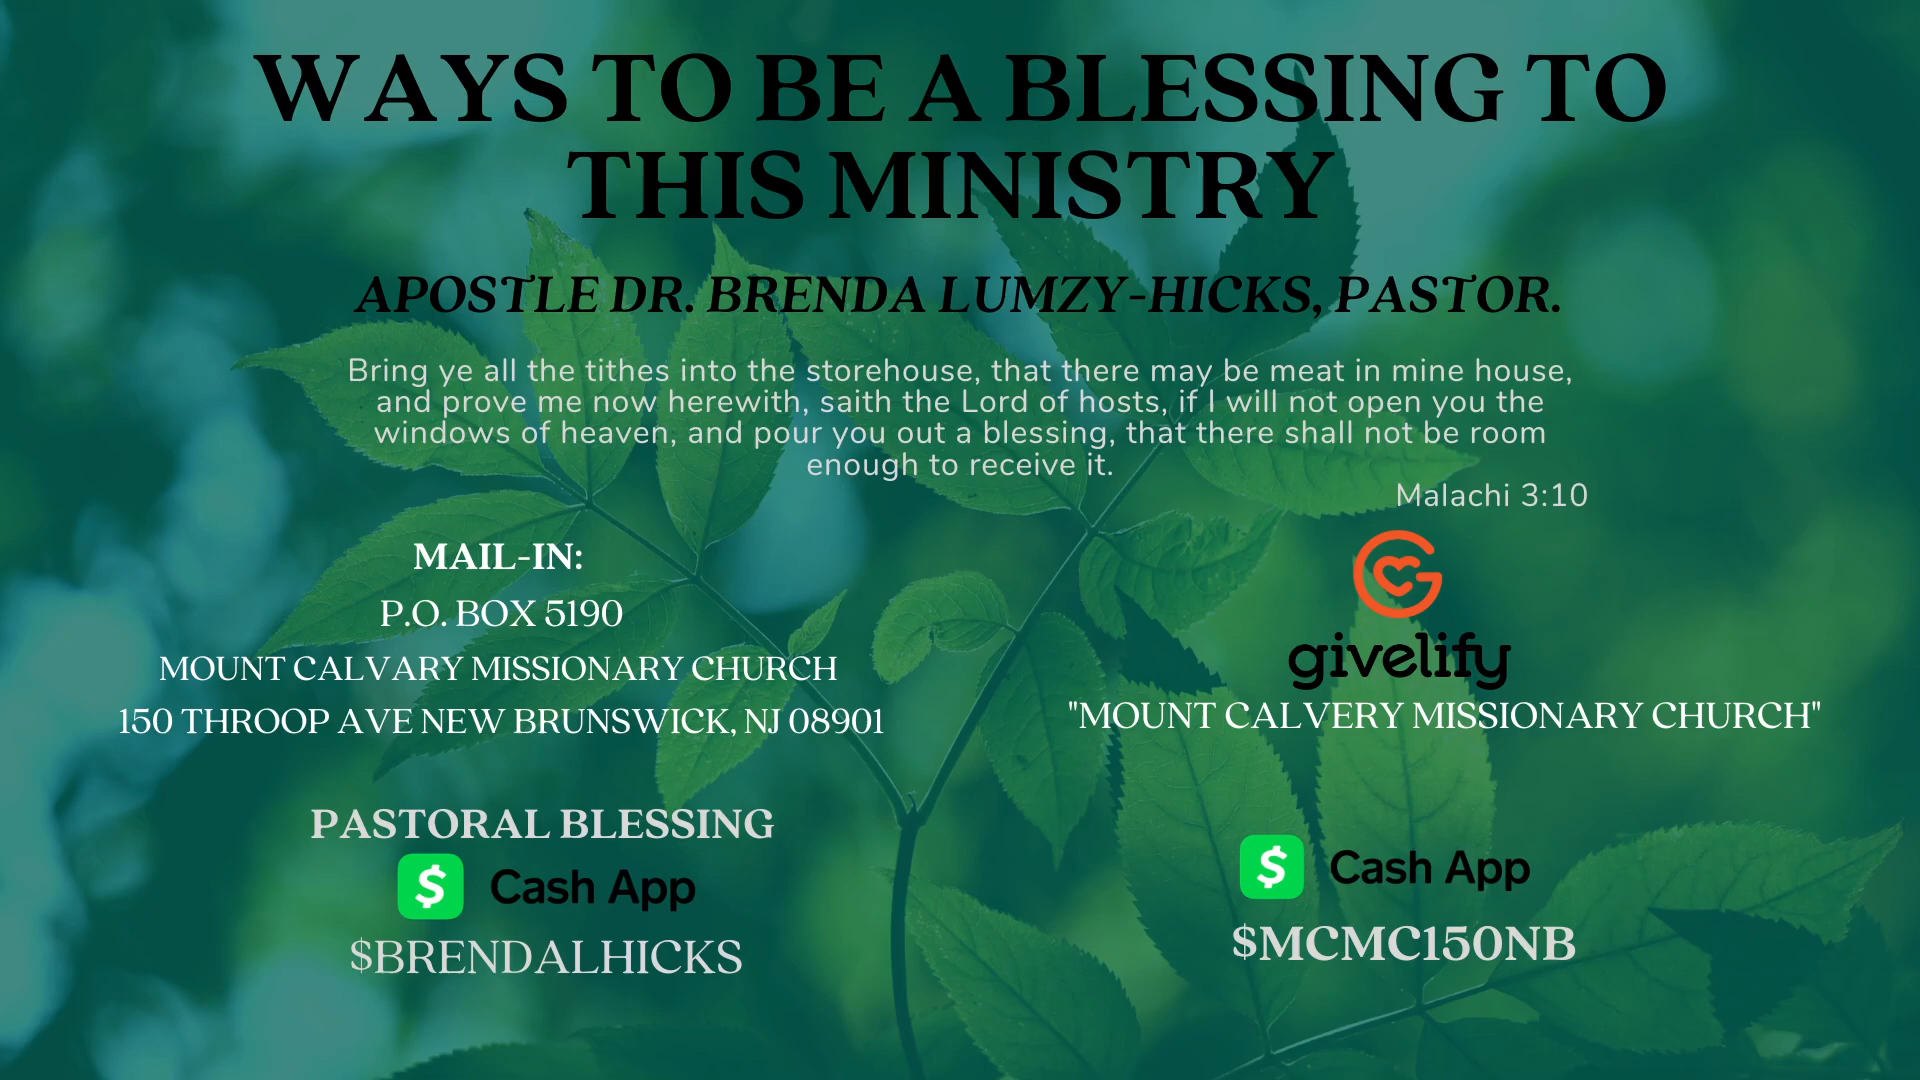 WAYS TO BE A BLESSING TO
THIS MINISTRY
APOSTLE DR. BRENDA LUMZY-HICKS, PASTOR.
Bring ye all the tithes into the storehouse, that there may be meat in mine house,
and prove me now herewith, saith the Lord of hosts, if I will not open you the
windows of heaven, and pour you out a blessing, that there shall not be room
enough to receive it.
Malachi 3:10
MAIL-IN:
P.O. BOX 5190
MOUNT CALVARY MISSIONARY CHURCH
150 THROOP AVE NEW BRUNSWICK, NJ 08901
givelify
"MOUNT CALVERY MISSIONARY CHURCH"
PASTORAL BLESSING
$ Cash App
$BRENDALHICKS
$ Cash App
$MCMC150NB